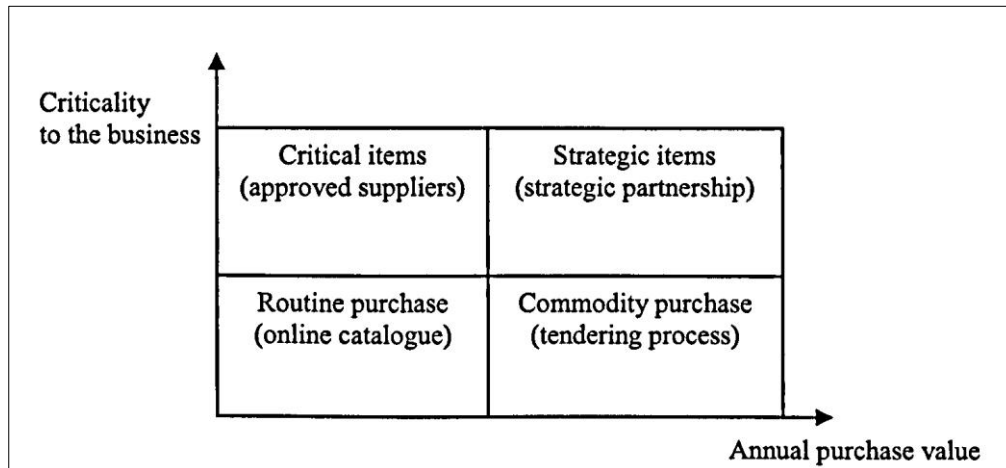 Criticality
to the business
Critical items
(approved suppliers)
Strategic items
(strategic partnership)
Routine purchase
(online catalogue)
Commodity purchase
(tendering process)
Annual purchase value